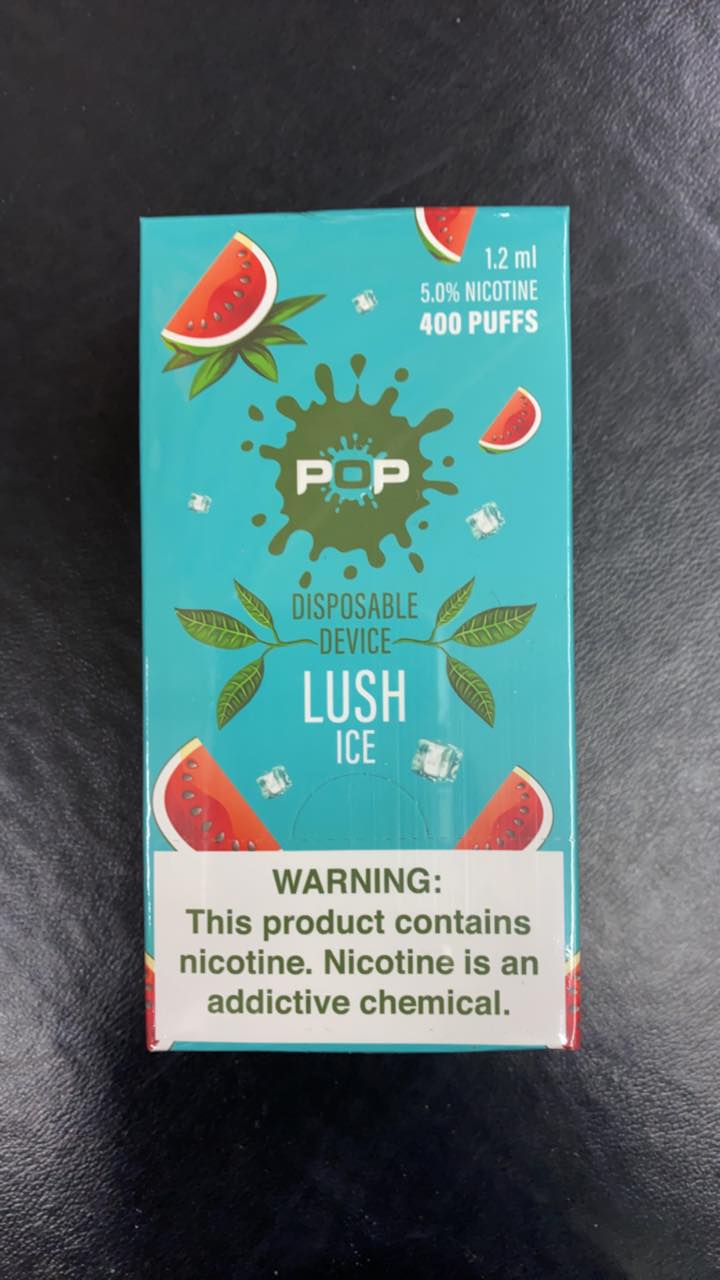 1.2 ml
5.0% NICOTINE
400 PUFFS
POP
DISPOSABLE
DEVICE
LUSH
ICE
WARNING:
This product contains
nicotine. Nicotine is an
addictive chemical.